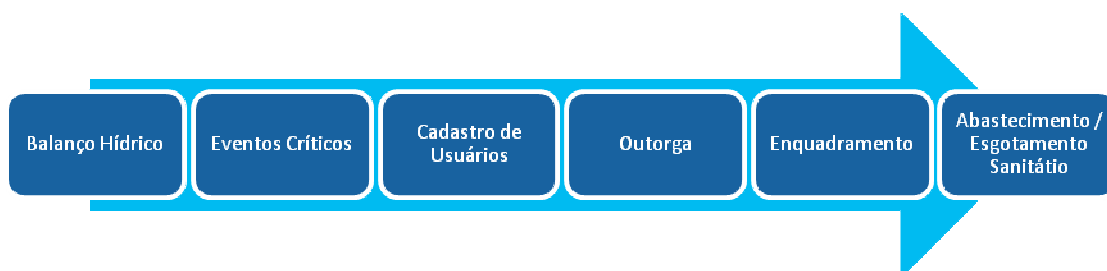 Balanço Hídrico
Eventos Críticos
Cadastro de
Usuários
Outorga
Enquadramento
Abastecimento /
Esgotamento
Sanitátio